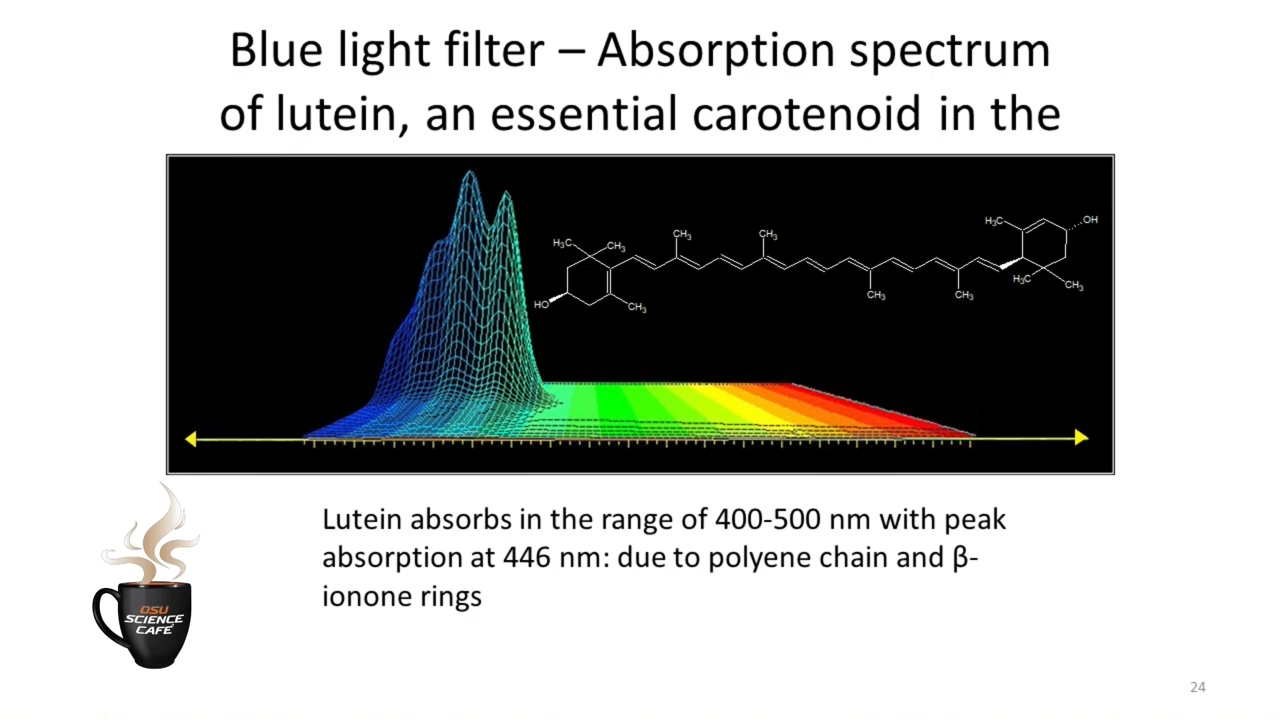 Blue light filter – Absorption spectrum
of lutein, an essential carotenoid in the
H₃C
CH₃
CH₃
CH₃
HO
CH₃
CH₃
CH₃
H₃C
OH
H₃C
CH₃
Lutein absorbs in the range of 400-500 nm with peak
absorption at 446 nm: due to polyene chain and β-
ionone rings
OSU
SCIENCE
CAFÉ
24